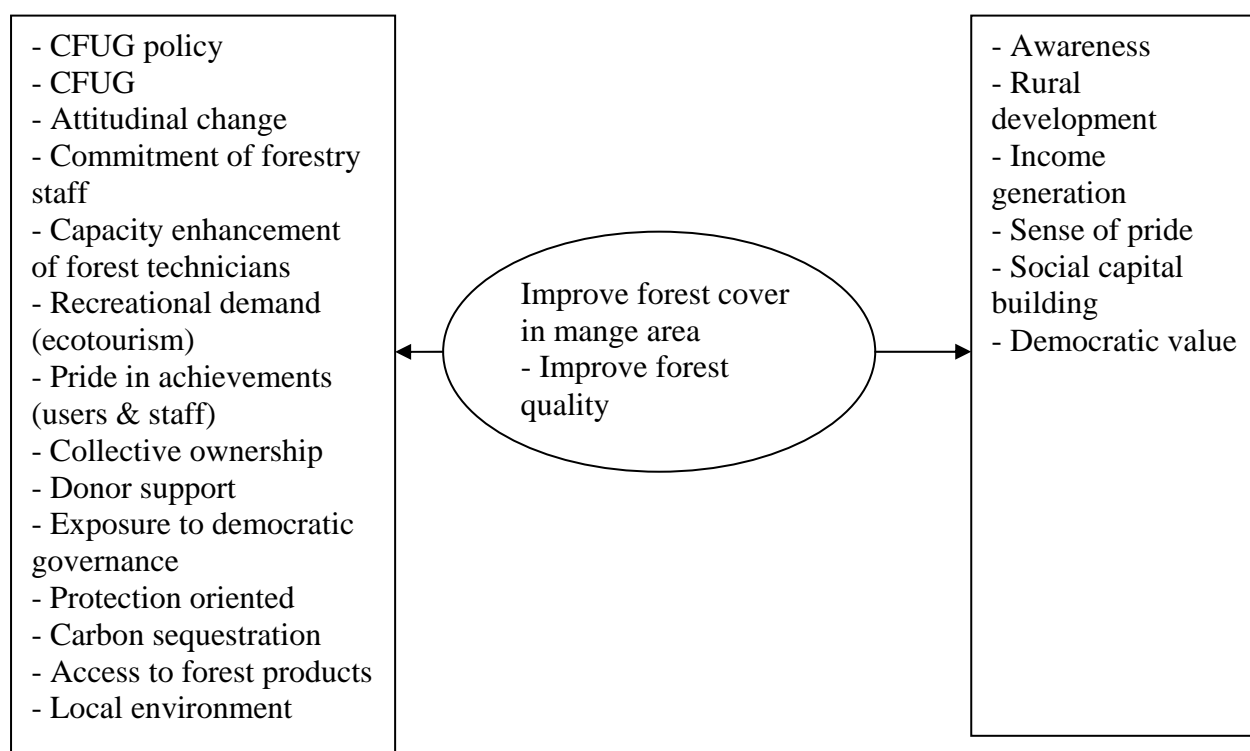 - CFUG policy
- CFUG
- Attitudinal change
- Commitment of forestry
staff
- Capacity enhancement
of forest technicians
- Recreational demand
(ecotourism)
- Pride in achievements
(users & staff)
- Collective ownership
- Donor support
- Exposure to democratic
governance
- Protection oriented
- Carbon sequestration
- Access to forest products
- Local environment
Improve forest cover
in mange area
- Improve forest
quality
- Awareness
- Rural
development
- Income
generation
- Sense of pride
- Social capital
building
- Democratic value